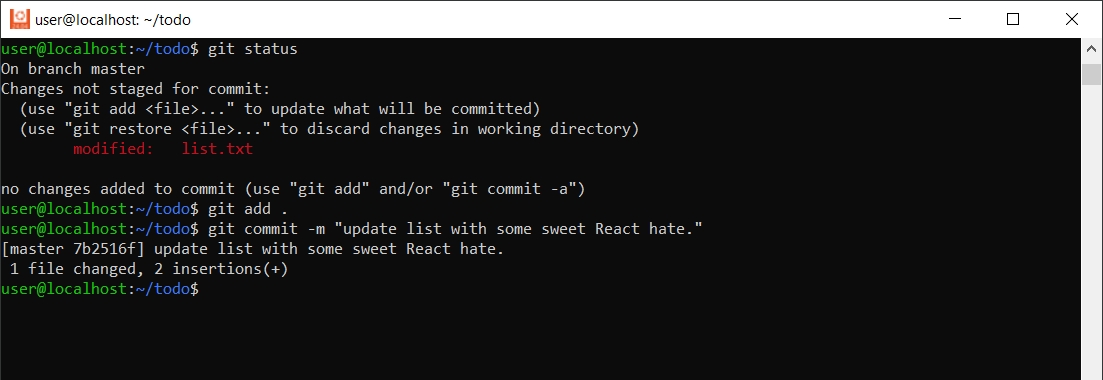 user@localhost: ~/todo
user@localhost:~/todo$ git status
On branch master
Changes not staged for commit:
  (use "git add <file>..." to update what will be committed)
  (use "git restore <file>..." to discard changes in working directory)
        modified:   list.txt

no changes added to commit (use "git add" and/or "git commit -a")
user@localhost:~/todo$ git add .
user@localhost:~/todo$ git commit -m "update list with some sweet React hate."
[master 7b2516f] update list with some sweet React hate.
 1 file changed, 2 insertions(+)
user@localhost:~/todo$